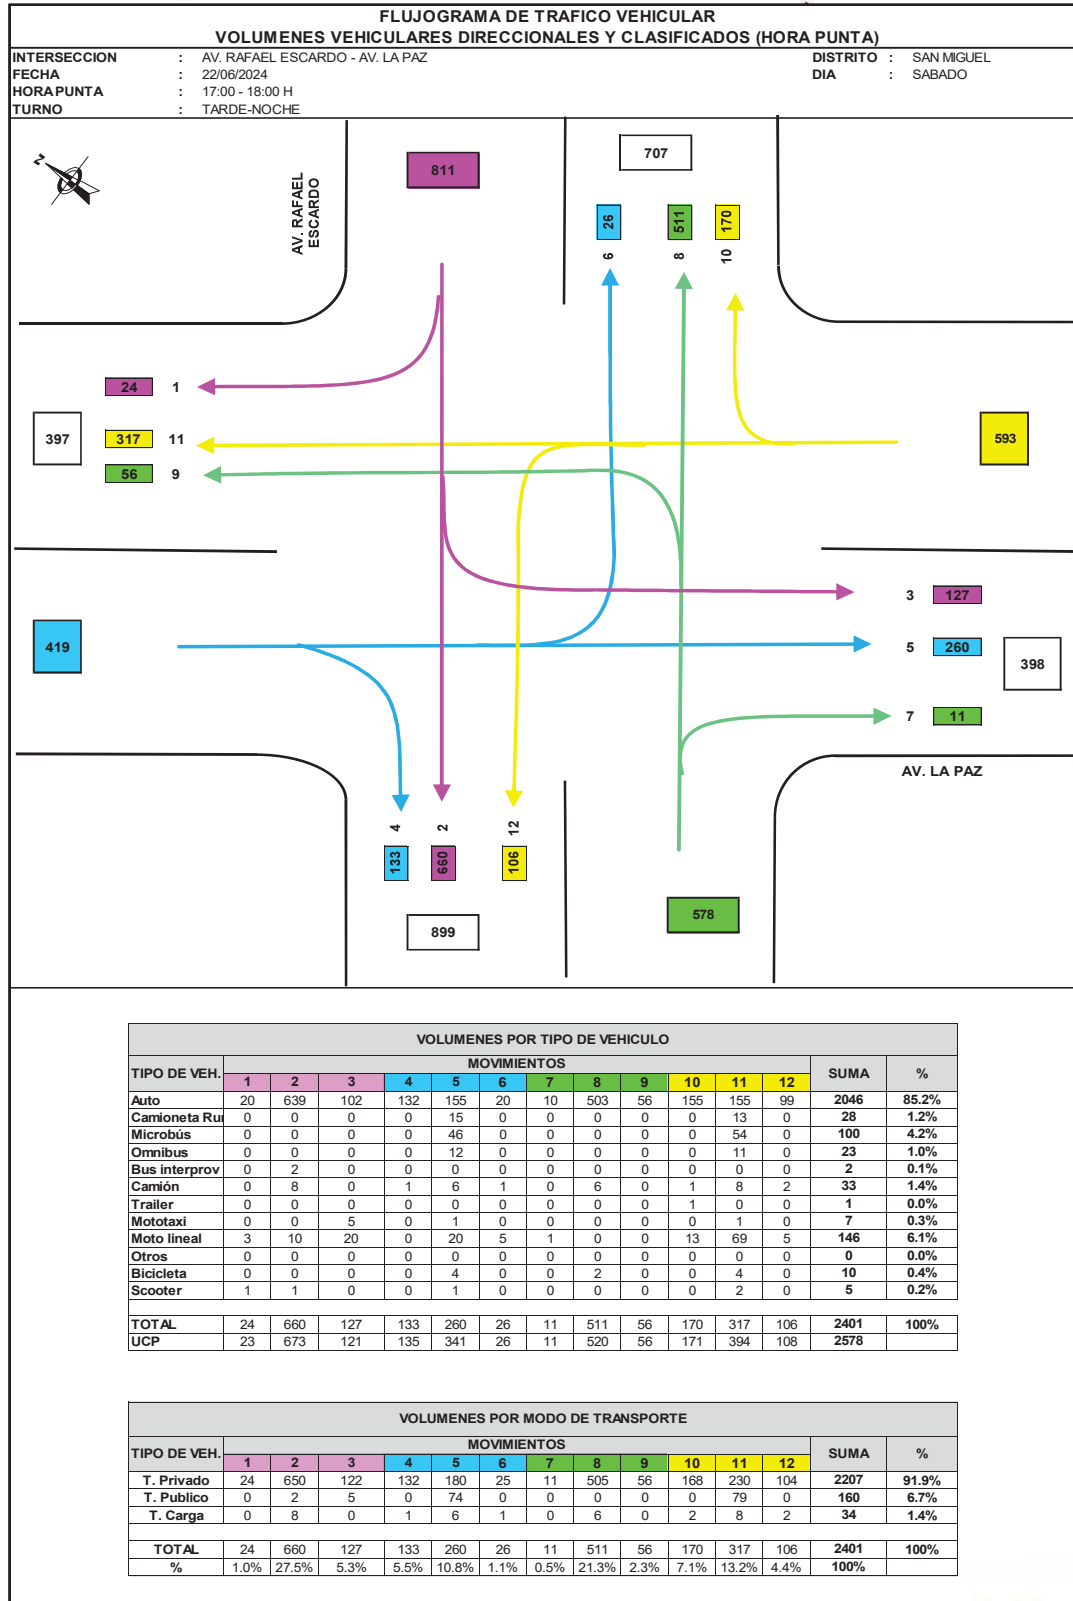 FLUJOGRAMA DE TRAFICO VEHICULAR
VOLUMENES VEHICULARES DIRECCIONALES Y CLASIFICADOS (HORA PUNTA)
INTERSECCION : AV. RAFAEL ESCARDO - AV. LA PAZ DISTRITO : SAN MIGUEL
FECHA : 22/06/2024 DIA : SABADO
HORA PUNTA : 17:00 - 18:00 H
TURNO : TARDE-NOCHE
Z
AV. RAFAEL
ESCARDO
811
707
26 511 170
6 8 10
24 1
397
317 11
56 9
593
3 127
419
5 260
398
7 11
AV. LA PAZ
4 2 12
133 660 106
578
899
VOLUMENES POR TIPO DE VEHICULO
TIPO DE VEH. MOVIMIENTOS SUMA %
1 2 3 4 5 6 7 8 9 10 11 12
Auto 20 639 102 132 155 20 10 503 56 155 155 99 2046 85.2%
Camioneta Rur 0 0 0 0 15 0 0 0 0 0 13 0 28 1.2%
Microbús 0 0 0 0 46 0 0 0 0 0 54 0 100 4.2%
Omnibus 0 0 0 0 12 0 0 0 0 0 11 0 23 1.0%
Bus interprov 0 2 0 0 0 0 0 0 0 0 0 0 2 0.1%
Camión 0 8 0 1 6 1 0 6 0 1 8 2 33 1.4%
Trailer 0 0 0 0 0 0 0 0 0 1 0 0 1 0.0%
Mototaxi 0 0 5 0 1 0 0 0 0 0 1 0 7 0.3%
Moto lineal 3 10 20 0 20 5 1 0 0 13 69 5 146 6.1%
Otros 0 0 0 0 0 0 0 0 0 0 0 0 0 0.0%
Bicicleta 0 0 0 0 4 0 0 2 0 0 4 0 10 0.4%
Scooter 1 1 0 0 1 0 0 0 0 0 2 0 5 0.2%
TOTAL 24 660 127 133 260 26 11 511 56 170 317 106 2401 100%
UCP 23 673 121 135 341 26 11 520 56 171 394 108 2578
VOLUMENES POR MODO DE TRANSPORTE
TIPO DE VEH. MOVIMIENTOS SUMA %
1 2 3 4 5 6 7 8 9 10 11 12
T. Privado 24 650 122 132 180 25 11 505 56 168 230 104 2207 91.9%
T. Publico 0 2 5 0 74 0 0 0 0 0 79 0 160 6.7%
T. Carga 0 8 0 1 6 1 0 6 0 2 8 2 34 1.4%
TOTAL 24 660 127 133 260 26 11 511 56 170 317 106 2401 100%
% 1.0% 27.5% 5.3% 5.5% 10.8% 1.1% 0.5% 21.3% 2.3% 7.1% 13.2% 4.4% 100%